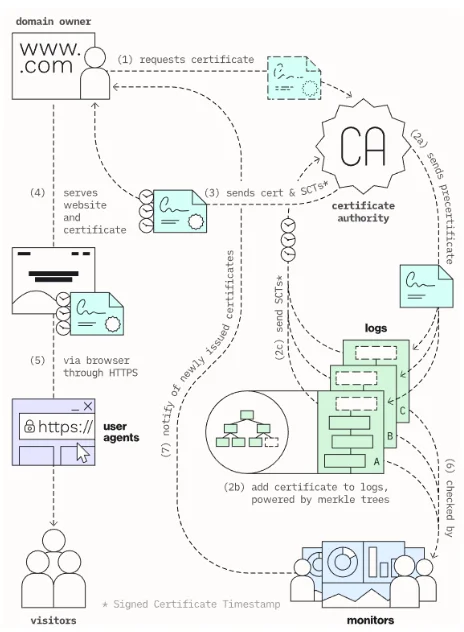 domain owner
www.
.com
(1) requests certificate
CA
certificate
authority
(2a) sends precertificate
(3) sends cert & SCTs*
(4) serves
website
and
certificate
(2c) send SCTs*
logs
C
B
A
(2b) add certificate to logs,
powered by merkle trees
(5) via browser
through HTTPS
https://
user
agents
(6) checked by
(7) notify of newly issued certificates
visitors
* Signed Certificate Timestamp
monitors